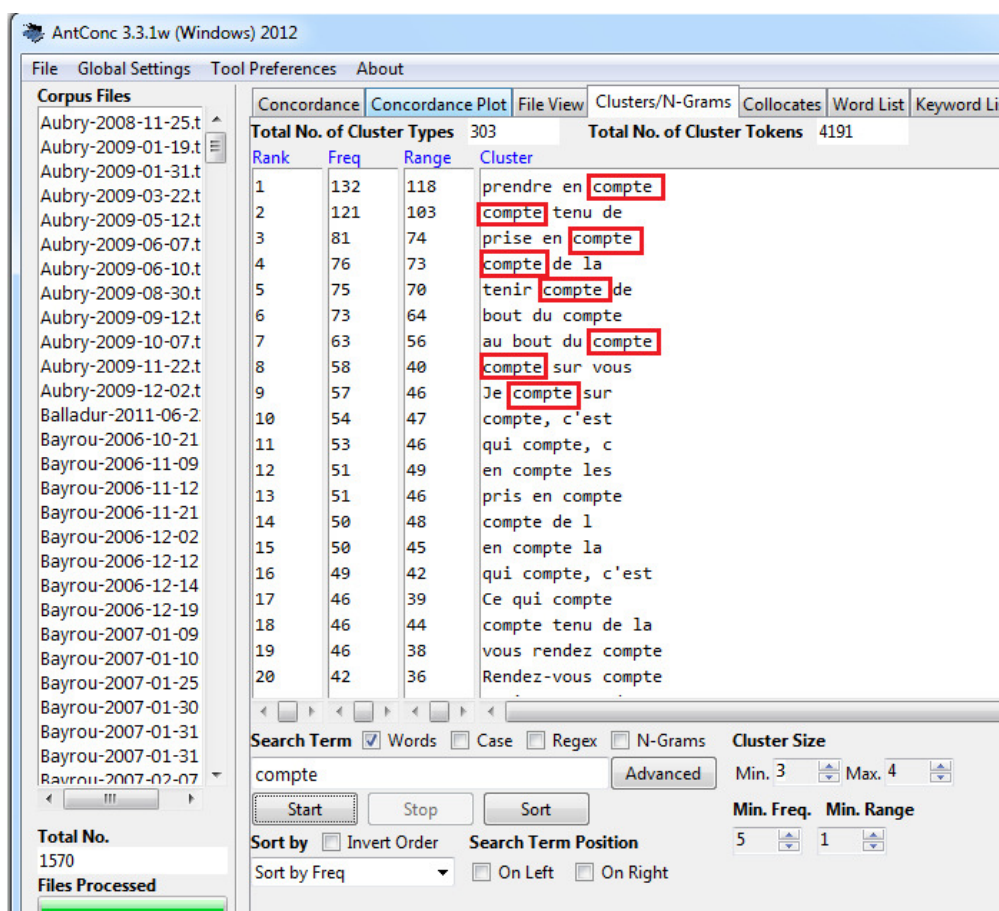 AntConc 3.3.1w (Windows) 2012
File Global Settings Tool Preferences About
Corpus Files
Aubry-2008-11-25.t
Aubry-2009-01-19.t
Aubry-2009-01-31.t
Aubry-2009-03-22.t
Aubry-2009-05-12.t
Aubry-2009-06-07.t
Aubry-2009-06-10.t
Aubry-2009-08-30.t
Aubry-2009-09-12.t
Aubry-2009-10-07.t
Aubry-2009-11-22.t
Aubry-2009-12-02.t
Balladur-2011-06-2
Bayrou-2006-10-21
Bayrou-2006-11-09
Bayrou-2006-11-12
Bayrou-2006-11-21
Bayrou-2006-12-02
Bayrou-2006-12-12
Bayrou-2006-12-14
Bayrou-2006-12-19
Bayrou-2007-01-09
Bayrou-2007-01-10
Bayrou-2007-01-25
Bayrou-2007-01-30
Bayrou-2007-01-31
Bayrou-2007-01-31
Bayrou-2007-02-07
Total No.
1570
Files Processed
Concordance Concordance Plot File View Clusters/N-Grams Collocates Word List Keyword Li
Total No. of Cluster Types 303 Total No. of Cluster Tokens 4191
Rank Freq Range Cluster
1 132 118 prendre en compte
2 121 103 compte tenu de
3 81 74 prise en compte
4 76 73 compte de la
5 75 70 tenir compte de
6 73 64 bout du compte
7 63 56 au bout du compte
8 58 40 compte sur vous
9 57 46 Je compte sur
10 54 47 compte, c'est
11 53 46 qui compte, c
12 51 49 en compte les
13 51 46 pris en compte
14 50 48 compte de l
15 50 45 en compte la
16 49 42 qui compte, c'est
17 46 39 Ce qui compte
18 46 44 compte tenu de la
19 46 38 vous rendez compte
20 42 36 Rendez-vous compte
Search Term Words Case Regex N-Grams Cluster Size
compte Advanced Min. 3 Max. 4
Start Stop Sort Min. Freq. Min. Range
Sort by Invert Order Search Term Position 5 1
Sort by Freq On Left On Right